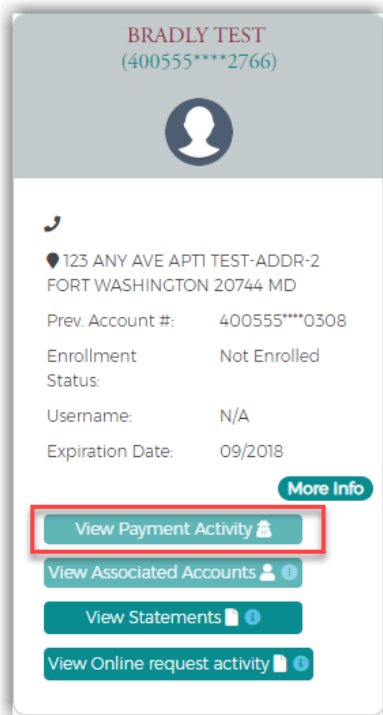 BRADLY TEST
(400555****2766)
123 ANY AVE APT1 TEST-ADDR-2
FORT WASHINGTON 20744 MD
Prev. Account #: 400555****0308
Enrollment Status: Not Enrolled
Username: N/A
Expiration Date: 09/2018
More Info
View Payment Activity
View Associated Accounts
View Statements
View Online request activity